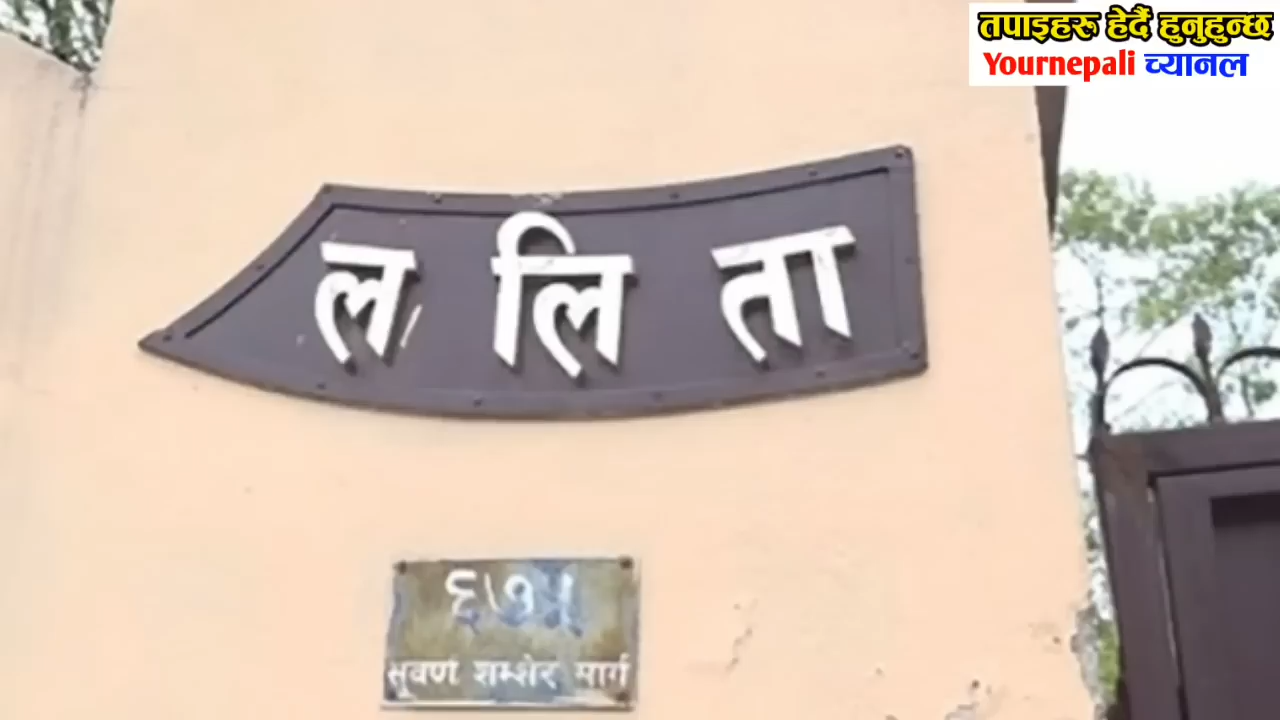 तपाइहरू हेर्दै हुनुहुन्छ
Yournepali च्यानल
ल लि ता
सूवर्ण शम्शेर मार्ग